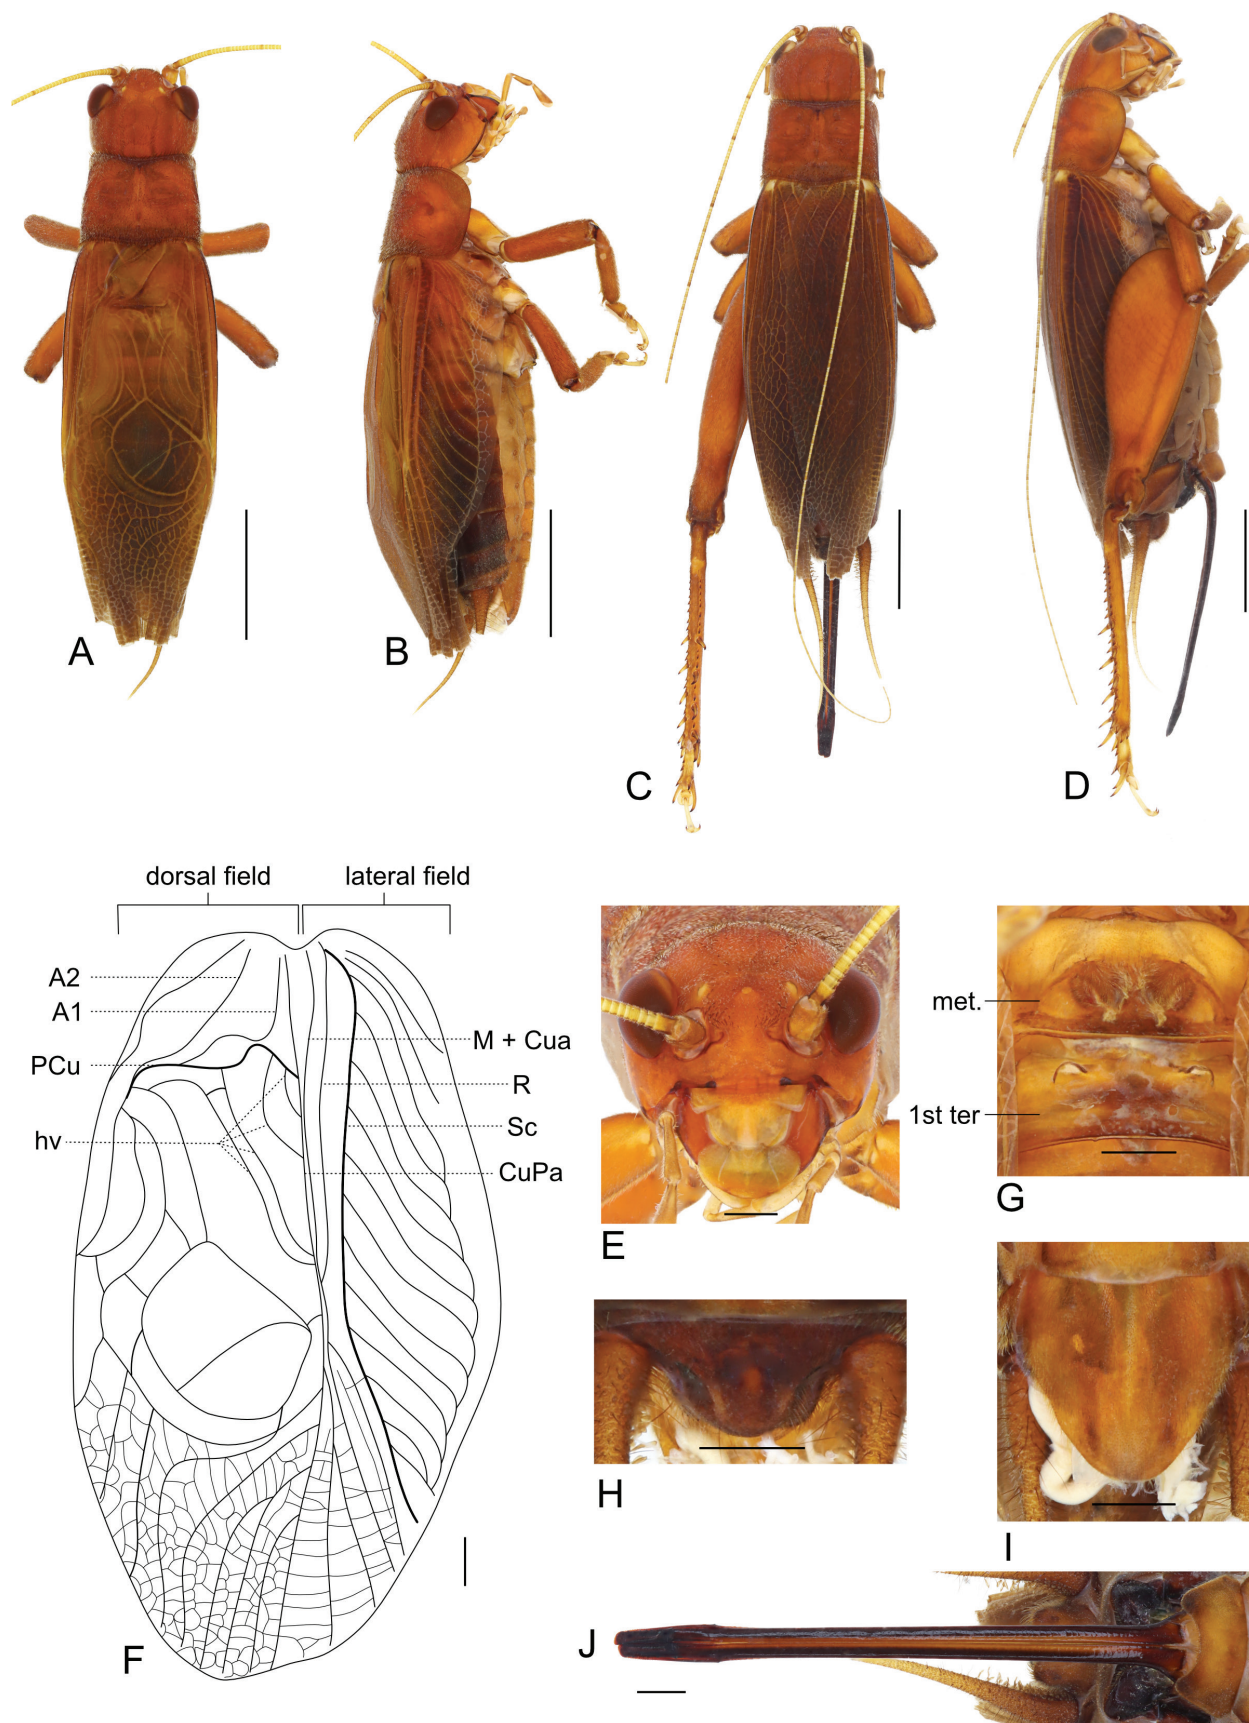 A
B
C
D
dorsal field
lateral field
A2
A1
PCu
hv
M + Cua
R
Sc
CuPa
F
E
met.
1st ter
G
H
I
J